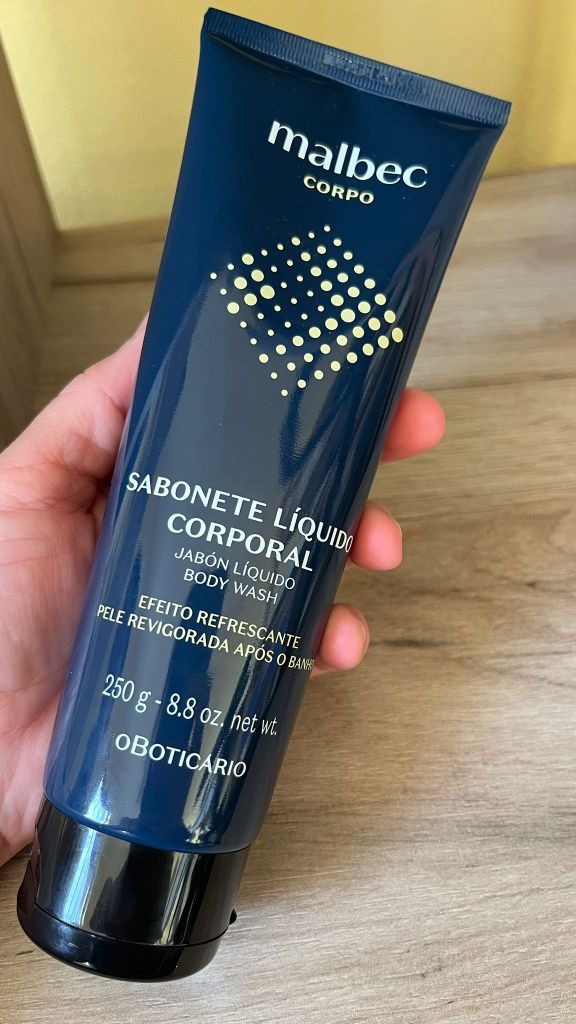 malbec
CORPO
SABONETE LÍQUIDO
CORPORAL
JABÓN LÍQUIDO
BODY WASH
EFEITO REFRESCANTE
PELE REVIGORADA APÓS O BANHO
250 g - 8.8 oz. net wt.
oBOTICÁRIO